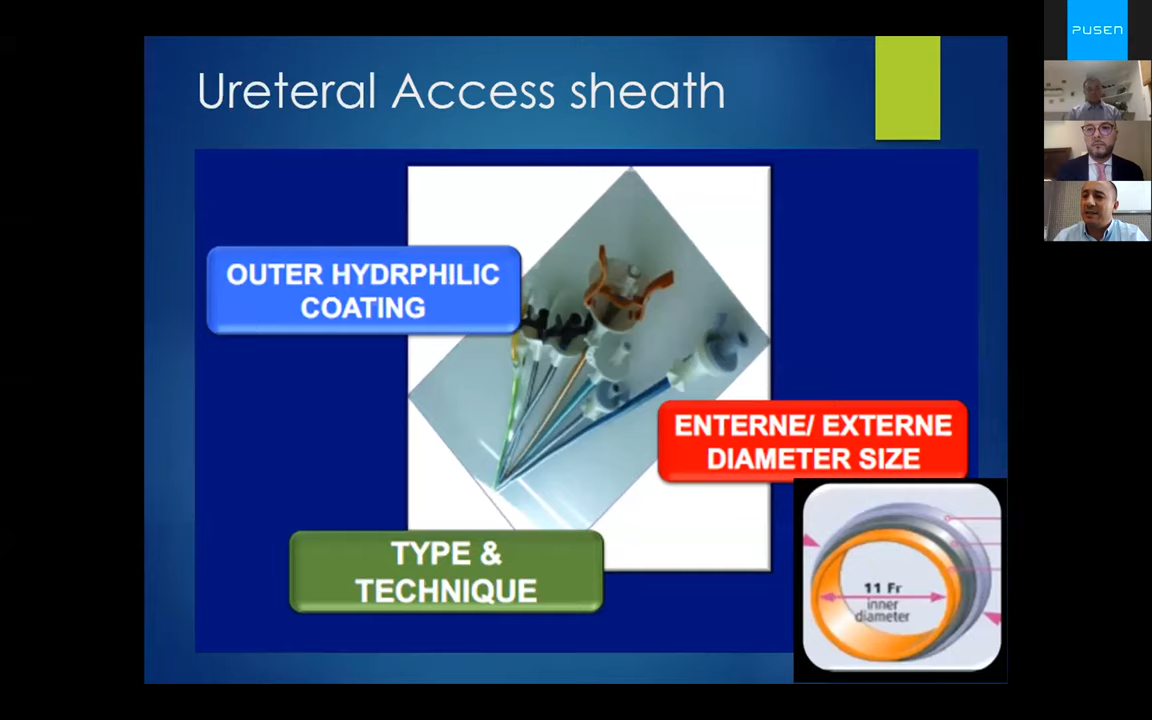 Ureteral Access sheath
OUTER HYDRPHILIC
COATING
ENTERNE/ EXTERNE
DIAMETER SIZE
TYPE &
TECHNIQUE
11 Fr
inner
diameter
PUSEN